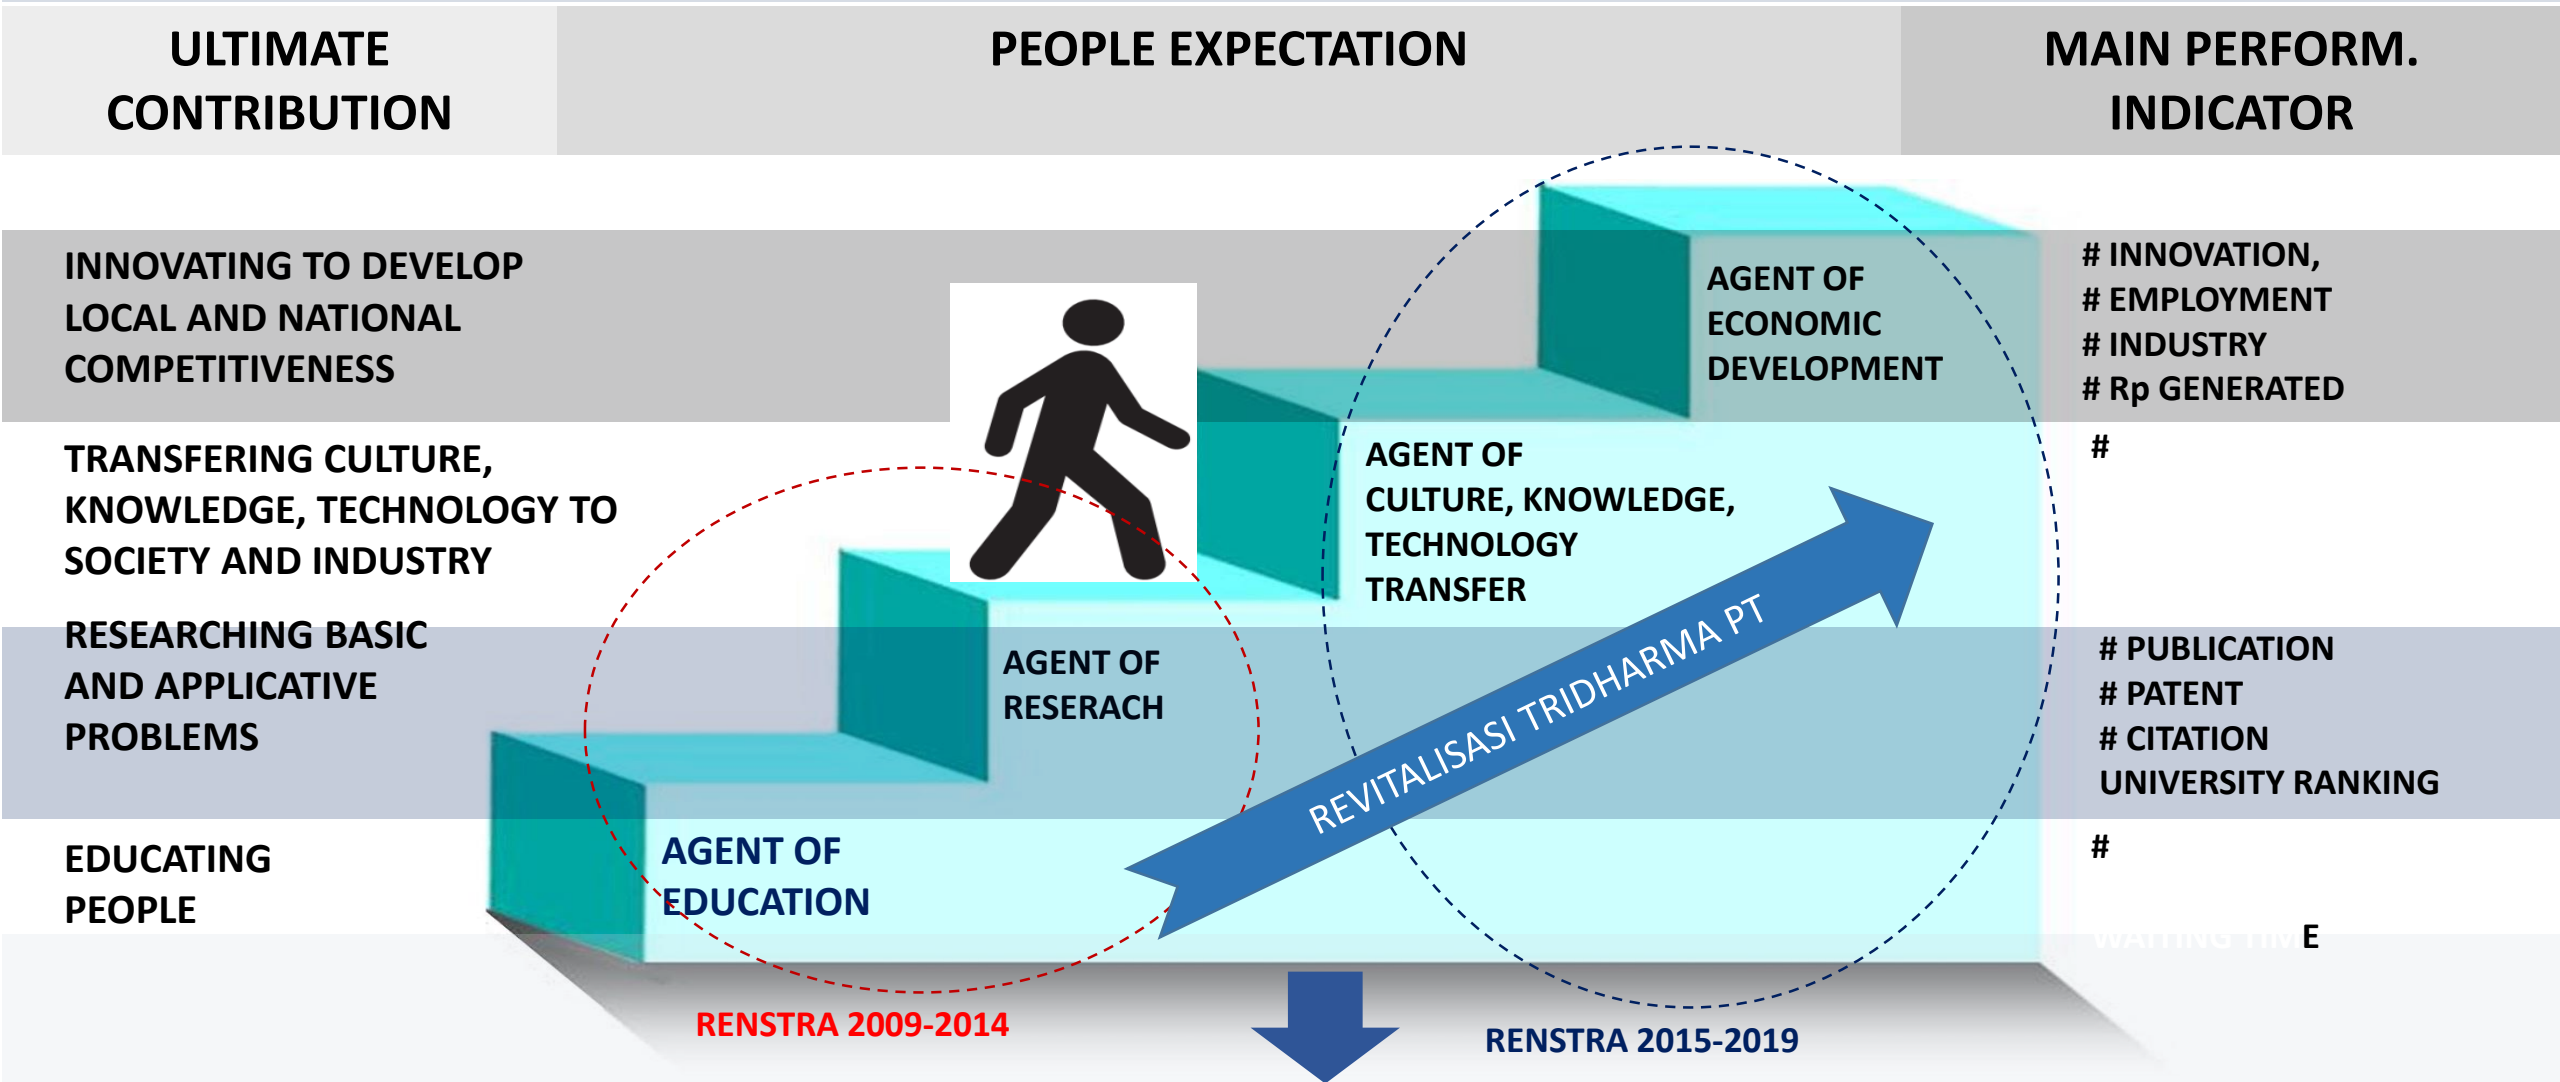 ULTIMATE
CONTRIBUTION
PEOPLE EXPECTATION
MAIN PERFORM.
INDICATOR
INNOVATING TO DEVELOP
LOCAL AND NATIONAL
COMPETITIVENESS
AGENT OF
ECONOMIC
DEVELOPMENT
# INNOVATION,
# EMPLOYMENT
# INDUSTRY
# Rp GENERATED
TRANSFERING CULTURE,
KNOWLEDGE, TECHNOLOGY TO
SOCIETY AND INDUSTRY
AGENT OF
CULTURE, KNOWLEDGE,
TECHNOLOGY
TRANSFER
#
RESEARCHING BASIC
AND APPLICATIVE
PROBLEMS
AGENT OF
RESERACH
REVITALISASI TRIDHARMA PT
# PUBLICATION
# PATENT
# CITATION
UNIVERSITY RANKING
EDUCATING
PEOPLE
AGENT OF
EDUCATION
#
WAITING TIME
RENSTRA 2009-2014
RENSTRA 2015-2019